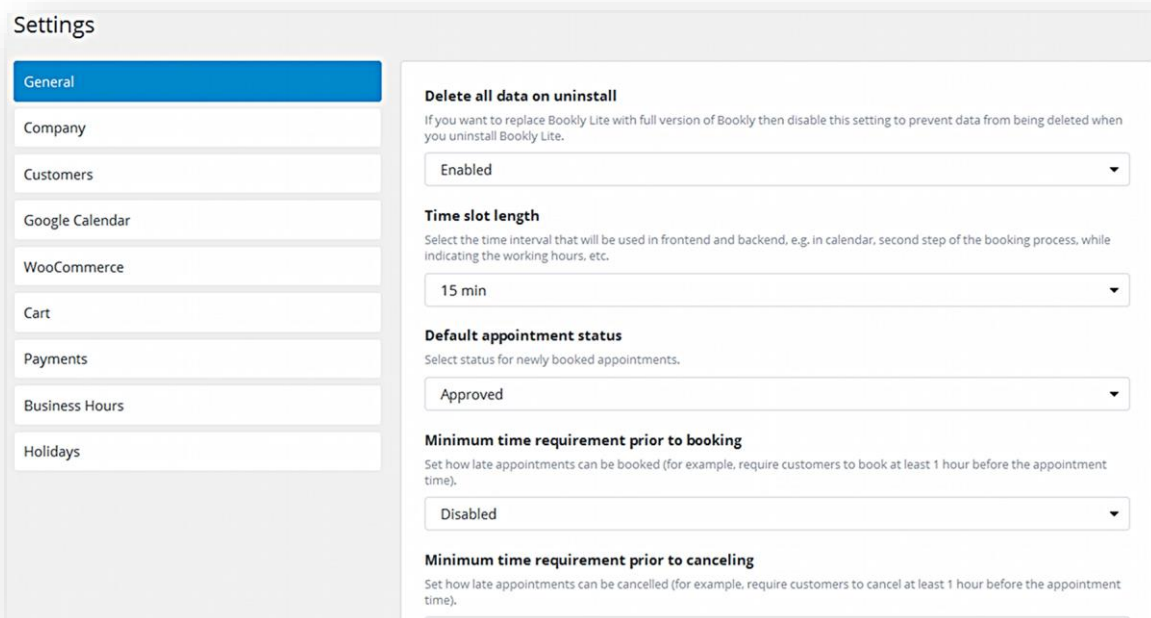 Settings
General
Company
Customers
Google Calendar
WooCommerce
Cart
Payments
Business Hours
Holidays
Delete all data on uninstall
If you want to replace Bookly Lite with full version of Bookly then disable this setting to prevent data from being deleted when
you uninstall Bookly Lite.
Enabled
Time slot length
Select the time interval that will be used in frontend and backend, e.g. in calendar, second step of the booking process, while
indicating the working hours, etc.
15 min
Default appointment status
Select status for newly booked appointments.
Approved
Minimum time requirement prior to booking
Set how late appointments can be booked (for example, require customers to book at least 1 hour before the appointment
time).
Disabled
Minimum time requirement prior to canceling
Set how late appointments can be cancelled (for example, require customers to cancel at least 1 hour before the appointment
time).